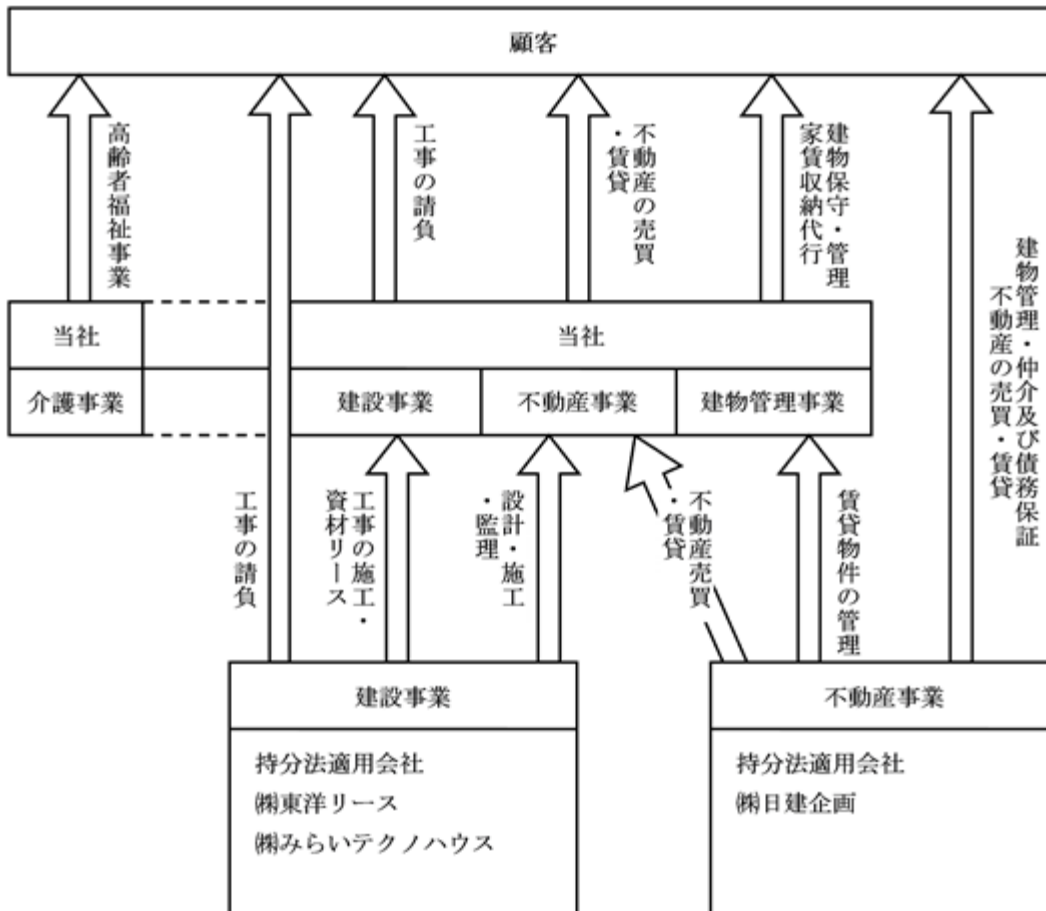 顧客
高齢者福祉事業
工事の請負
不動産の売買
・賃貸
建物保守・管理
家賃収納代行
建物管理・仲介及び債務保証
不動産の売買・賃貸
当社
当社
介護事業
建設事業
不動産事業
建物管理事業
工事の請負
工事の施工・
資材リース
設計・施工
・監理
不動産売買
・賃貸
賃貸物件の管理
建設事業
持分法適用会社
㈱東洋リース
㈱みらいテクノハウス
不動産事業
持分法適用会社
㈱日建企画